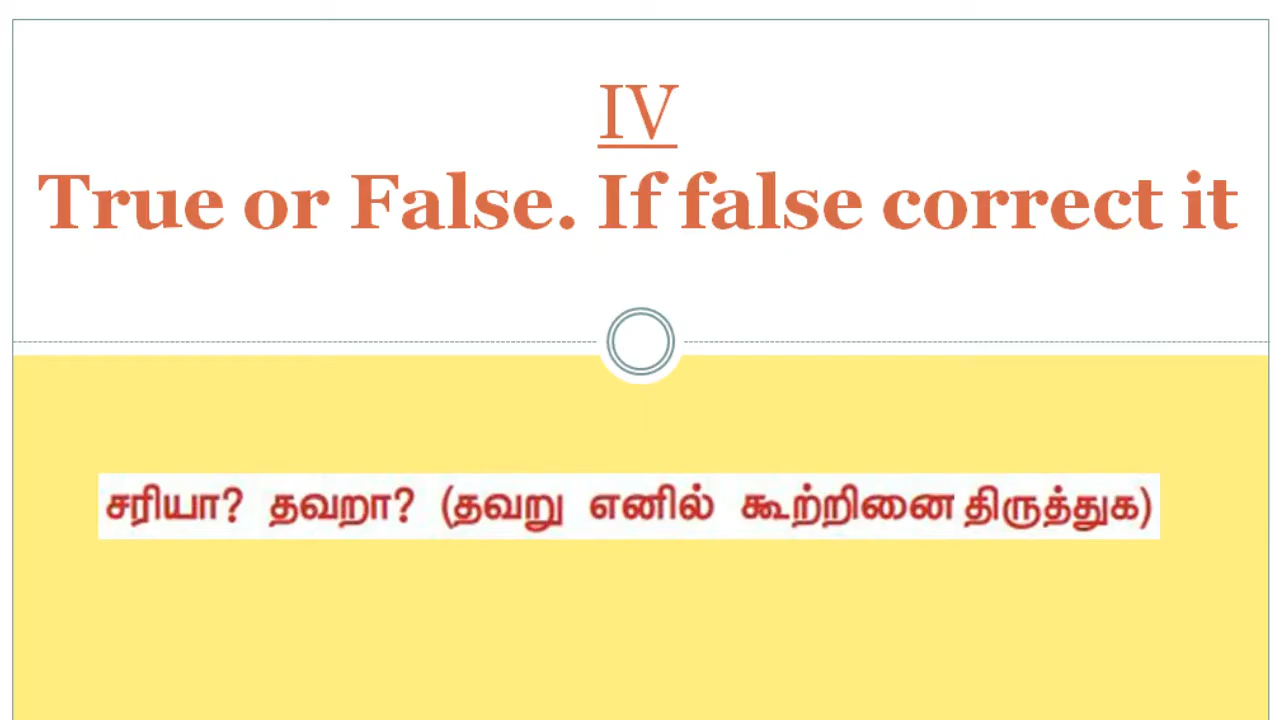 IV
True or False. If false correct it
சரியா? தவறா? (தவறு எனில் கூற்றினை திருத்துக)